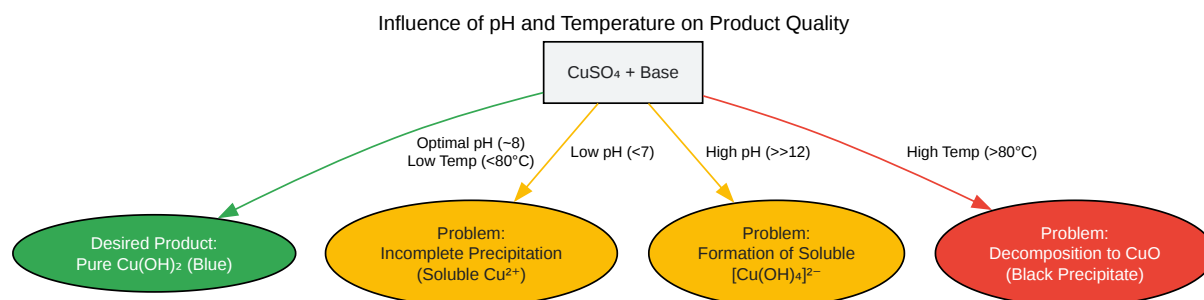 Influence of pH and Temperature on Product Quality
CuSO₄ + Base
Optimal pH (~8)
Low Temp (<80°C)
Low pH (<7)
High pH (>>12)
High Temp (>80°C)
Desired Product:
Pure Cu(OH)₂ (Blue)
Problem:
Incomplete Precipitation
(Soluble Cu²⁺)
Problem:
Formation of Soluble
[Cu(OH)₄]²⁻
Problem:
Decomposition to CuO
(Black Precipitate)